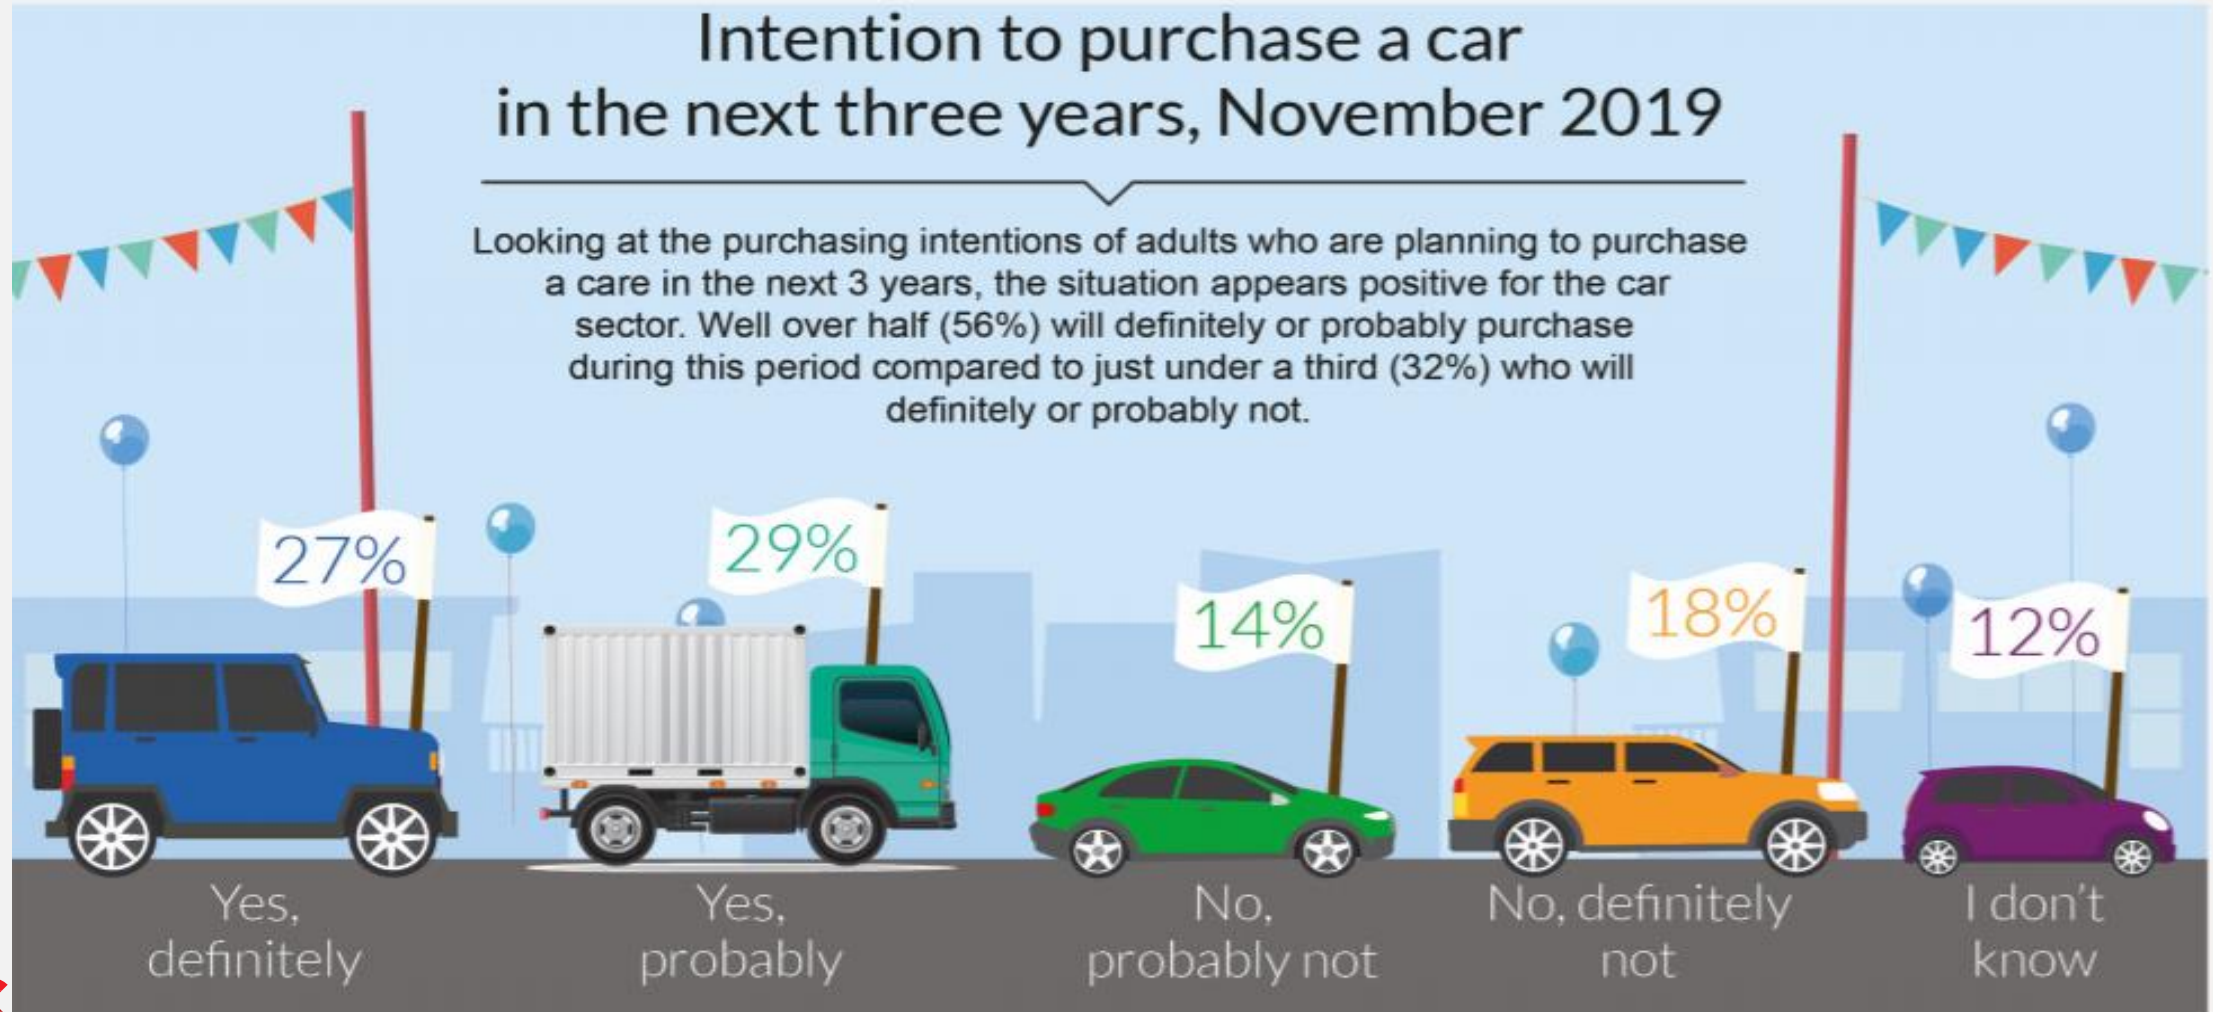 Intention to purchase a car
in the next three years, November 2019
Looking at the purchasing intentions of adults who are planning to purchase
a care in the next 3 years, the situation appears positive for the car
sector. Well over half (56%) will definitely or probably purchase
during this period compared to just under a third (32%) who will
definitely or probably not.
27%
29%
14%
18%
12%
Yes,
definitely
Yes,
probably
No,
probably not
No, definitely
not
I don't
know